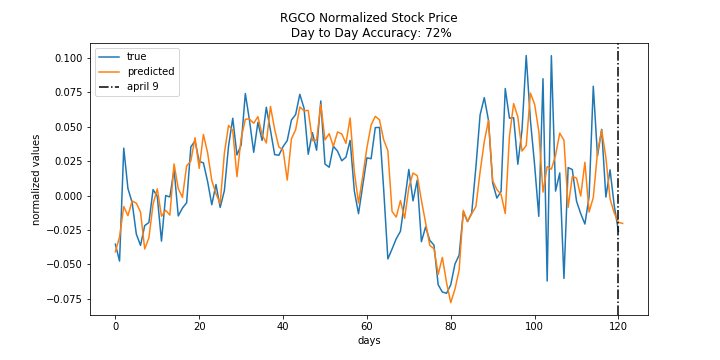 RGCO Normalized Stock Price
Day to Day Accuracy: 72%
true
predicted
april 9
normalized values
0.100
0.075
0.050
0.025
0.000
−0.025
−0.050
−0.075
0 20 40 60 80 100 120
days